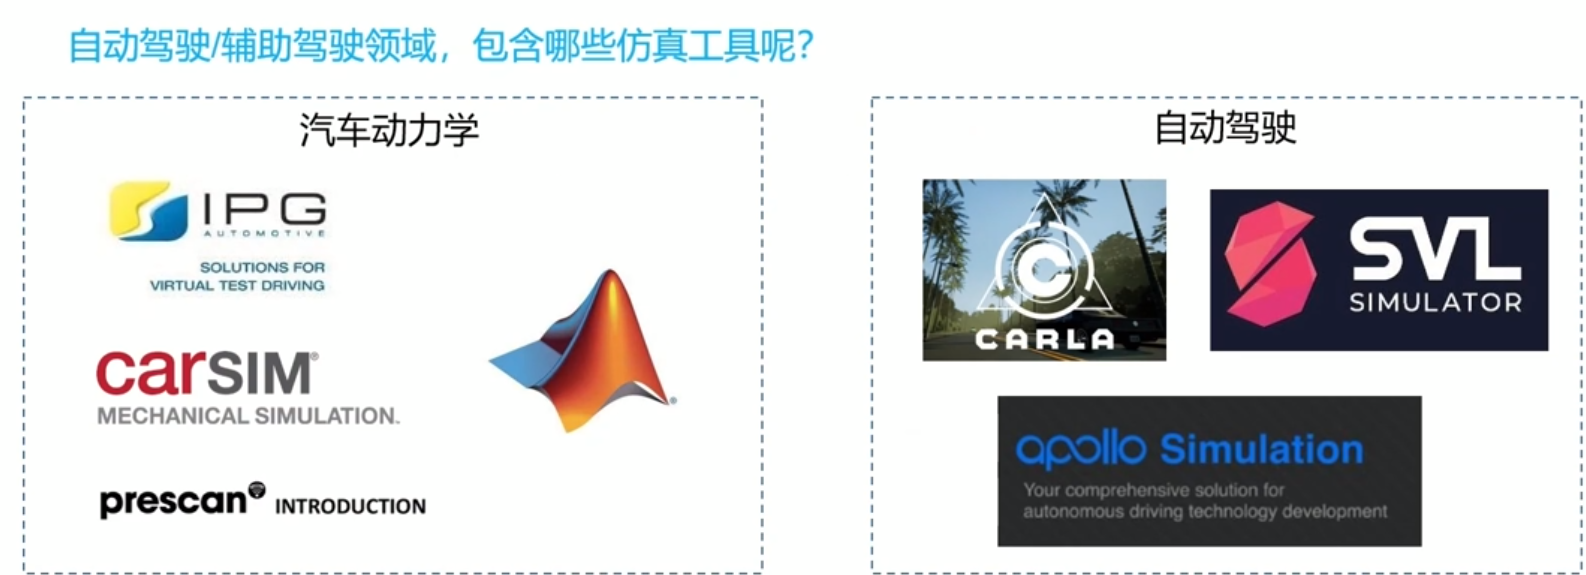 自动驾驶/辅助驾驶领域，包含哪些仿真工具呢？
汽车动力学
IPG
AUTOMOTIVE
SOLUTIONS FOR
VIRTUAL TEST DRIVING
carSIM®
MECHANICAL SIMULATION™
prescan INTRODUCTION
®
自动驾驶
C
CARLA
SVL
SIMULATOR
apollo Simulation
Your comprehensive solution for
autonomous driving technology development